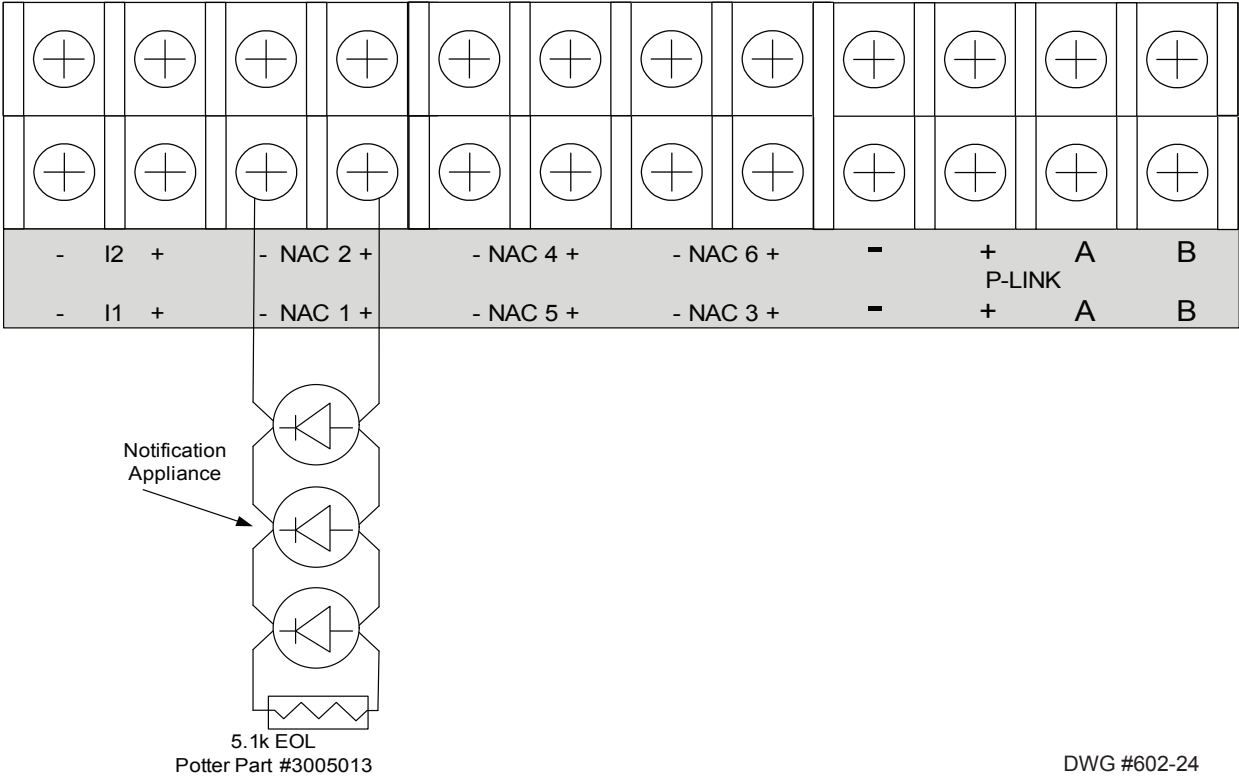 - I2 + - NAC 2 + - NAC 4 + - NAC 6 + - + A B
P-LINK
- I1 + - NAC 1 + - NAC 5 + - NAC 3 + - + A B
Notification
Appliance
5.1k EOL
Potter Part #3005013
DWG #602-24